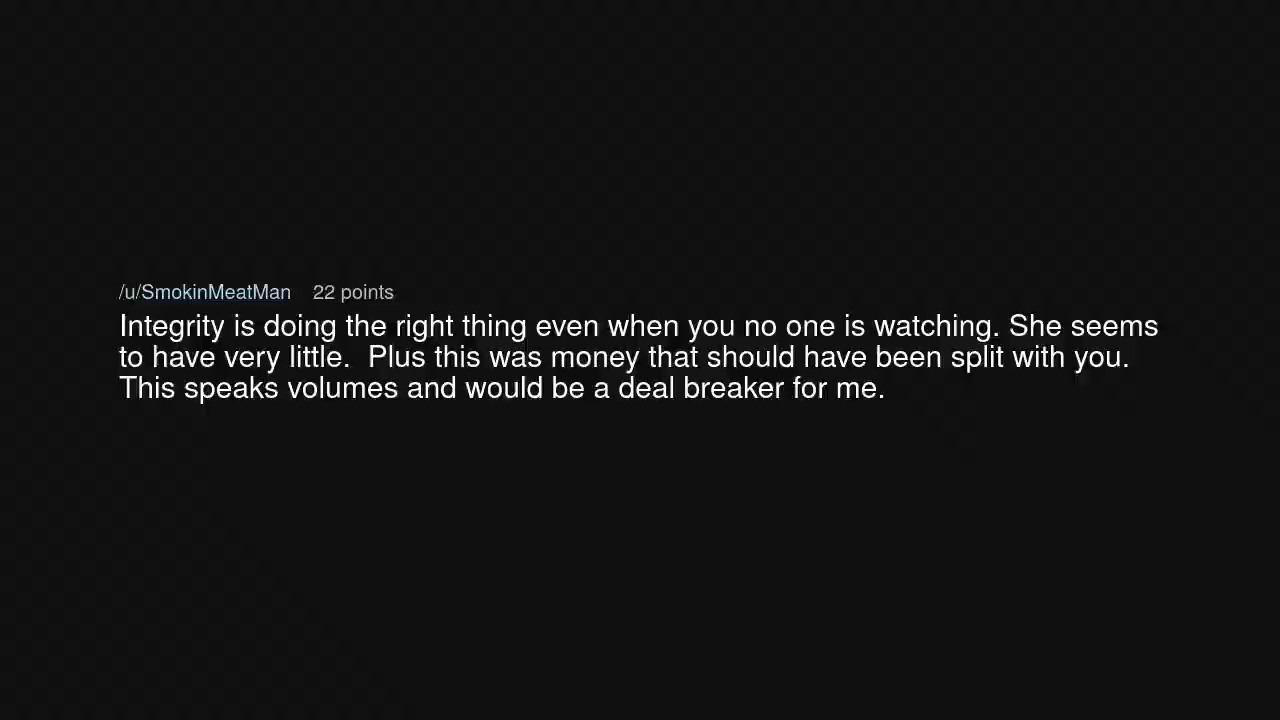 /u/SmokinMeatMan 22 points
Integrity is doing the right thing even when you no one is watching. She seems
to have very little.  Plus this was money that should have been split with you.
This speaks volumes and would be a deal breaker for me.